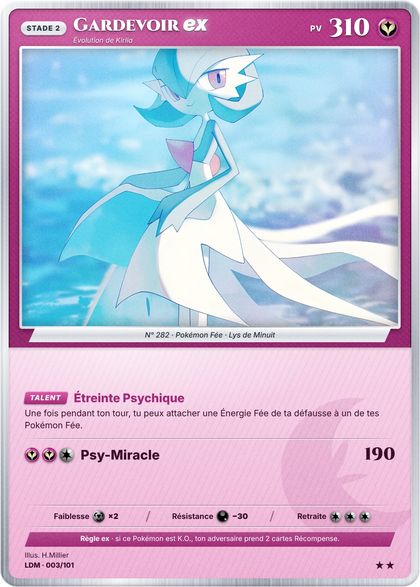 STADE 2 GARDEVOIR ex PV 310
Évolution de Kirlia
N° 282 · Pokémon Fée · Lys de Minuit
TALENT Étreinte Psychique
Une fois pendant ton tour, tu peux attacher une Énergie Fée de ta défausse à un de tes
Pokémon Fée.
Psy-Miracle 190
Faiblesse ×2 / Résistance −30 / Retraite
Règle ex · si ce Pokémon est K.O., ton adversaire prend 2 cartes Récompense.
Illus. H.Millier
LDM · 003/101 ★★